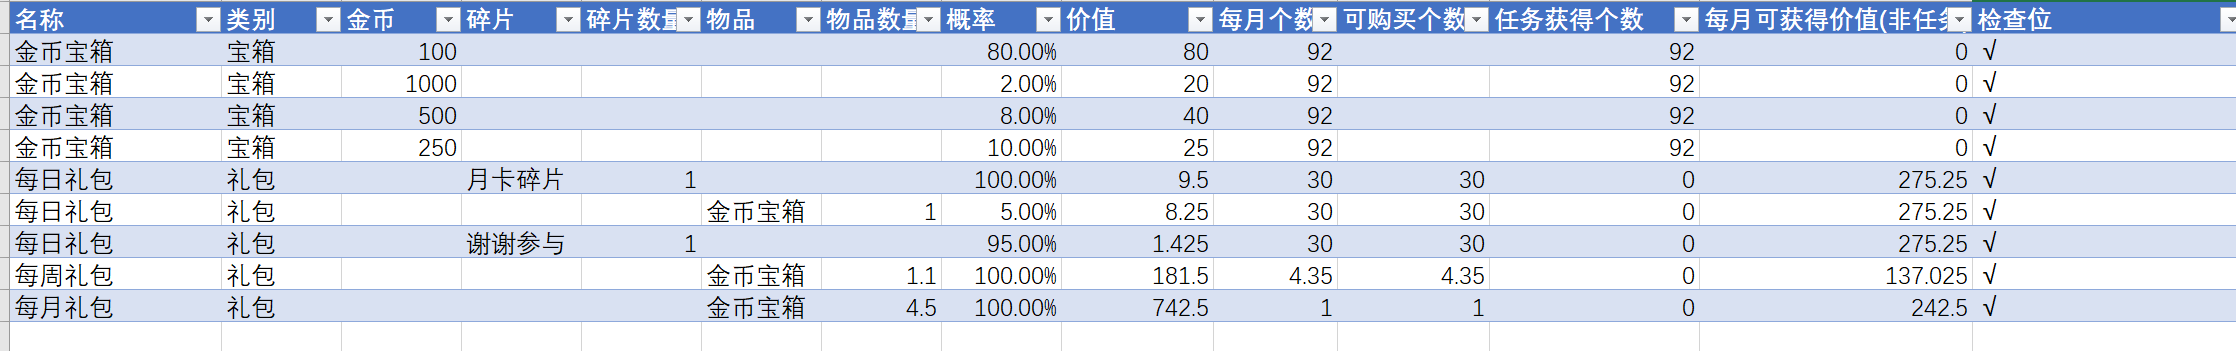 名称 类别 金币 碎片 碎片数量 物品 物品数量 概率 价值 每月个数 可购买个数 任务获得个数 每月可获得价值(非任务 检查位
金币宝箱 宝箱 100 80.00% 80 92 92 0 √
金币宝箱 宝箱 1000 2.00% 20 92 92 0 √
金币宝箱 宝箱 500 8.00% 40 92 92 0 √
金币宝箱 宝箱 250 10.00% 25 92 92 0 √
每日礼包 礼包 月卡碎片 1 100.00% 9.5 30 30 0 275.25 √
每日礼包 礼包 金币宝箱 1 5.00% 8.25 30 30 0 275.25 √
每日礼包 礼包 谢谢参与 1 95.00% 1.425 30 30 0 275.25 √
每周礼包 礼包 金币宝箱 1.1 100.00% 181.5 4.35 4.35 0 137.025 √
每月礼包 礼包 金币宝箱 4.5 100.00% 742.5 1 1 0 242.5 √